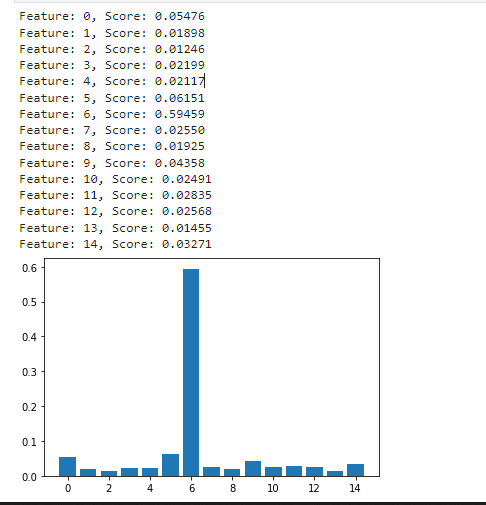 Feature: 0, Score: 0.05476
Feature: 1, Score: 0.01898
Feature: 2, Score: 0.01246
Feature: 3, Score: 0.02199
Feature: 4, Score: 0.02117
Feature: 5, Score: 0.06151
Feature: 6, Score: 0.59459
Feature: 7, Score: 0.02550
Feature: 8, Score: 0.01925
Feature: 9, Score: 0.04358
Feature: 10, Score: 0.02491
Feature: 11, Score: 0.02835
Feature: 12, Score: 0.02568
Feature: 13, Score: 0.01455
Feature: 14, Score: 0.03271
0.6
0.5
0.4
0.3
0.2
0.1
0.0
0 2 4 6 8 10 12 14